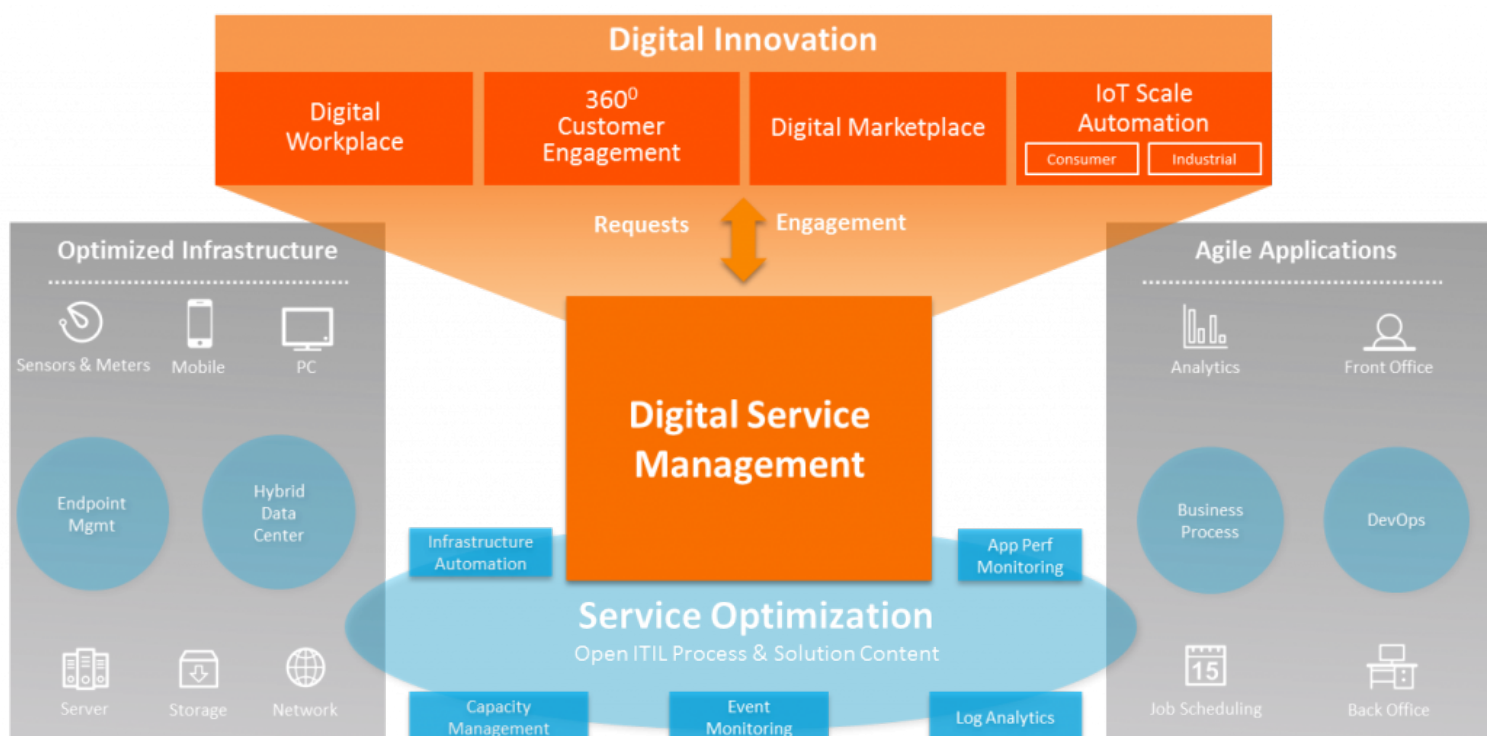 Digital Innovation
Digital
Workplace
360⁰
Customer
Engagement
Digital Marketplace
IoT Scale
Automation
Consumer
Industrial
Requests
Engagement
Optimized Infrastructure
Sensors & Meters
Mobile
PC
Endpoint
Mgmt
Hybrid
Data
Center
Server
Storage
Network
Digital Service
Management
Infrastructure
Automation
App Perf
Monitoring
Service Optimization
Open ITIL Process & Solution Content
Capacity
Management
Event
Monitoring
Log Analytics
Agile Applications
Analytics
Front Office
Business
Process
DevOps
15
Job Scheduling
Back Office